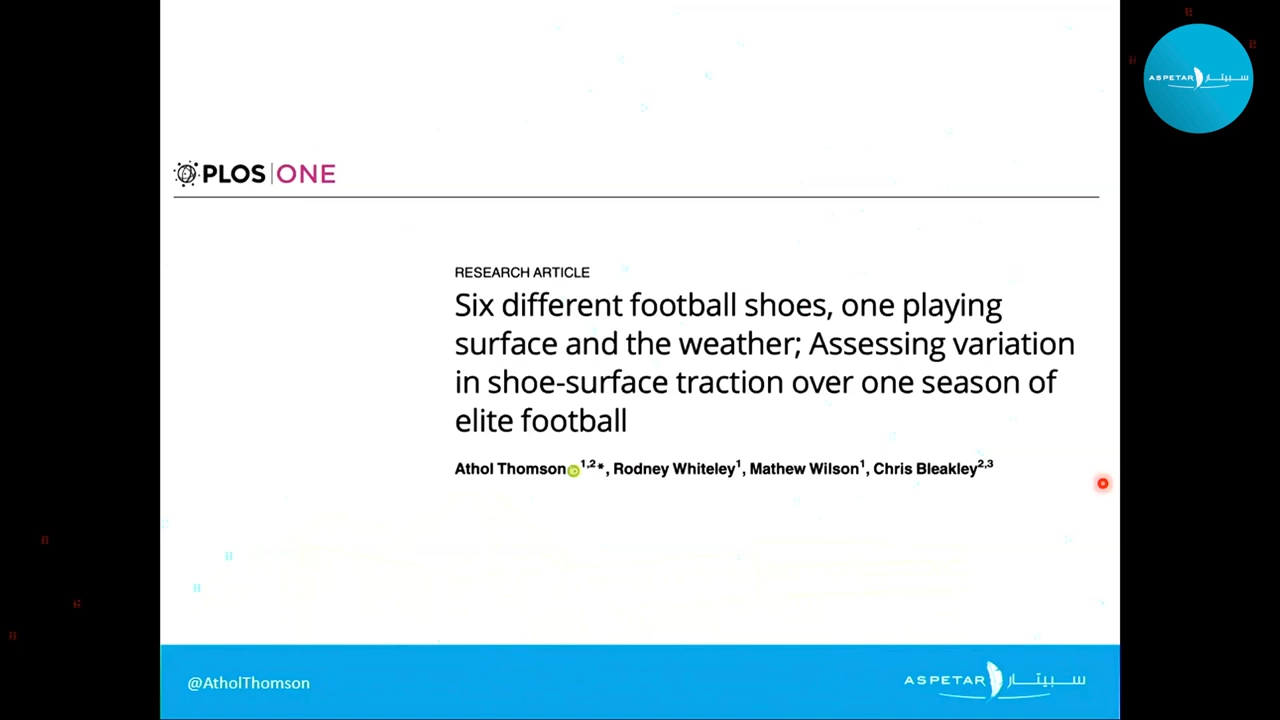 ASPETAR سبيتار
PLOS ONE
RESEARCH ARTICLE
Six different football shoes, one playing
surface and the weather; Assessing variation
in shoe-surface traction over one season of
elite football
Athol Thomson 1,2*, Rodney Whiteley1, Mathew Wilson1, Chris Bleakley2,3
@AtholThomson
ASPETAR سبيتار